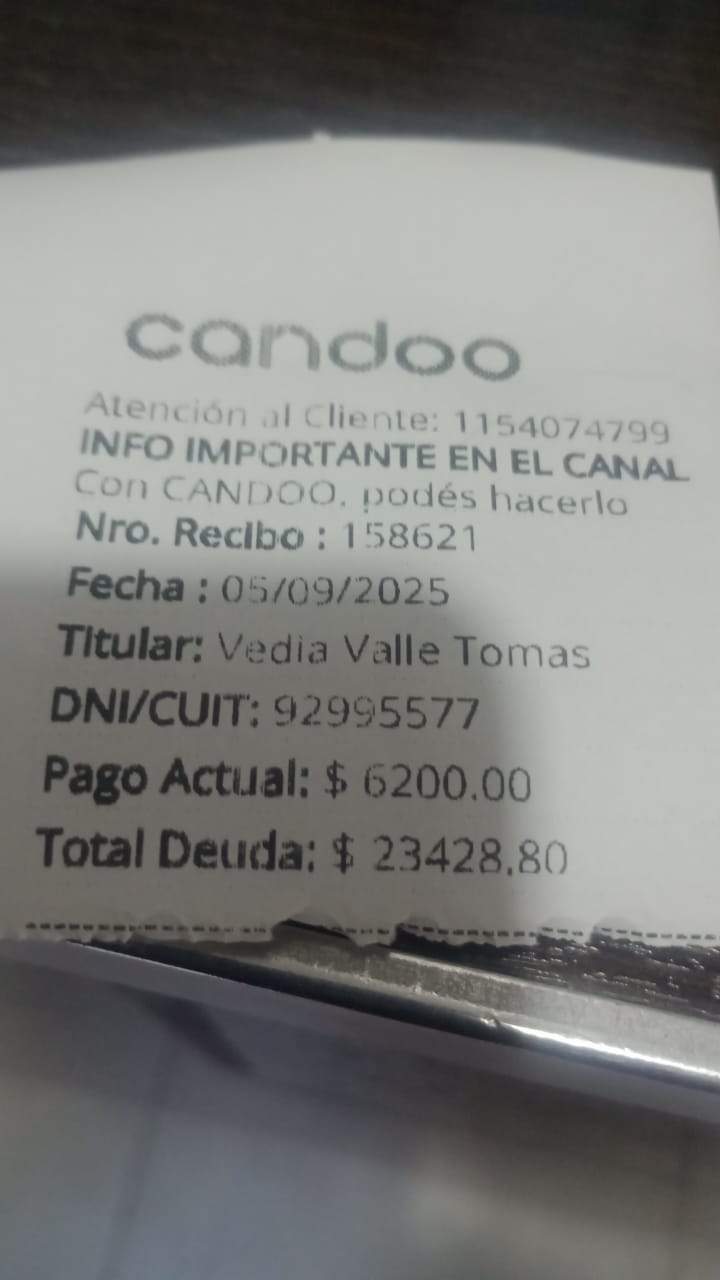 candoo
Atención al Cliente: 1154074799
INFO IMPORTANTE EN EL CANAL
Con CANDOO, podés hacerlo
Nro. Recibo : 158621
Fecha : 05/09/2025
Titular: Vedia Valle Tomas
DNI/CUIT: 92995577
Pago Actual: $ 6200.00
Total Deuda: $ 23428.80